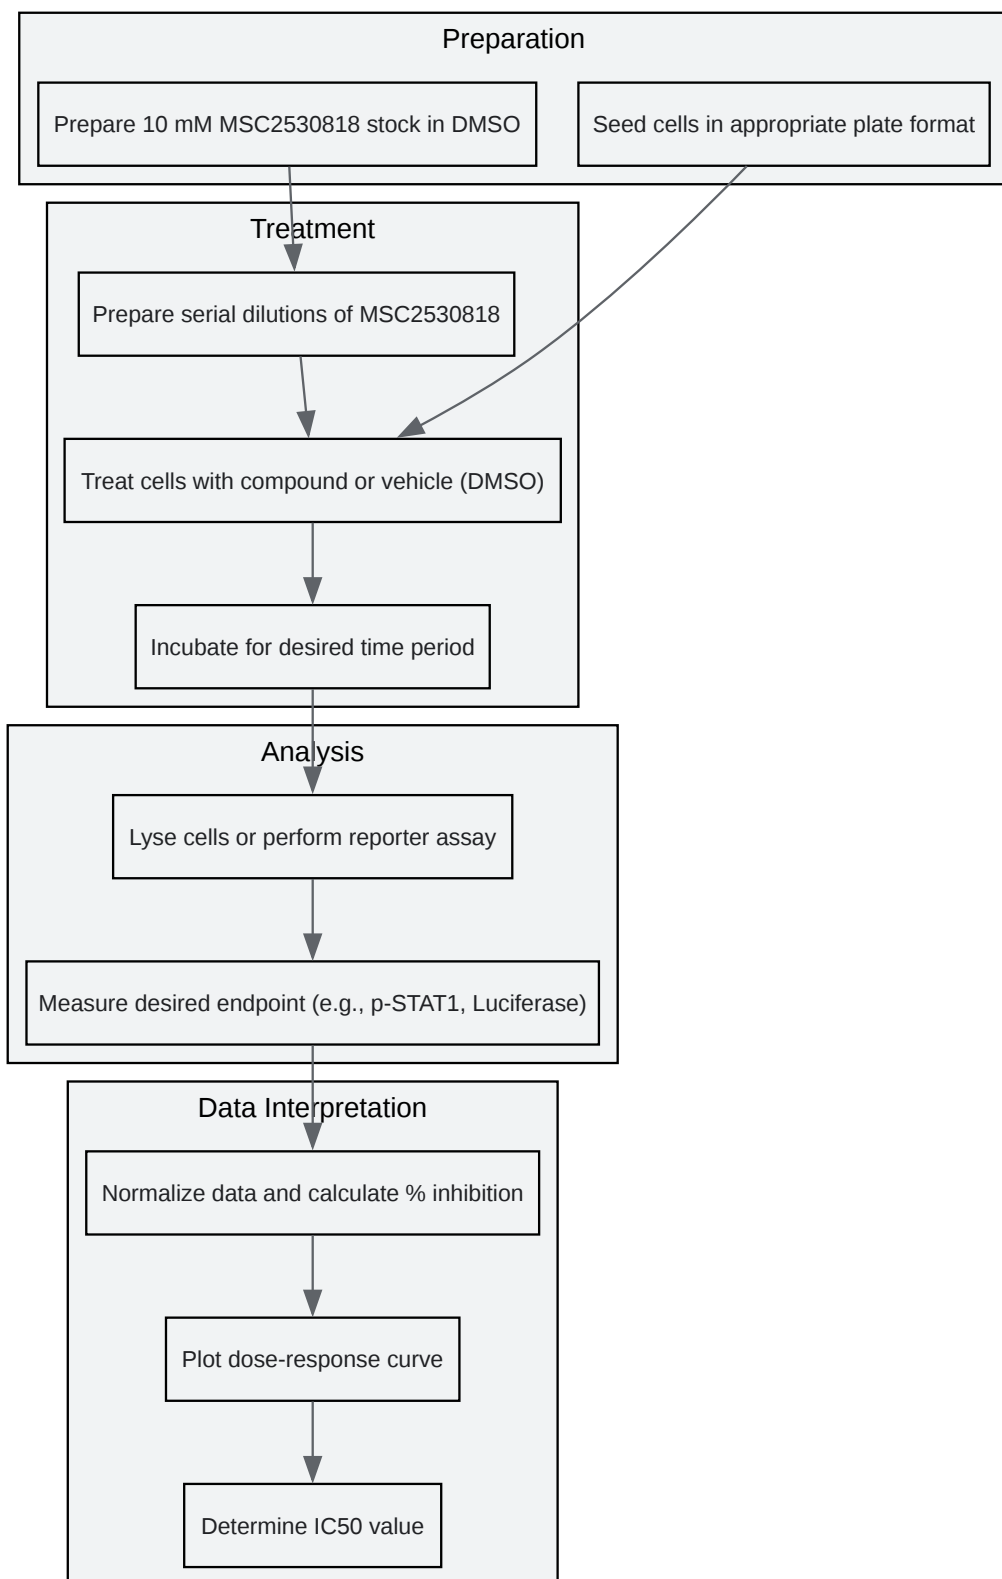 Preparation
Prepare 10 mM MSC2530818 stock in DMSO
Seed cells in appropriate plate format
Treatment
Prepare serial dilutions of MSC2530818
Treat cells with compound or vehicle (DMSO)
Incubate for desired time period
Analysis
Lyse cells or perform reporter assay
Measure desired endpoint (e.g., p-STAT1, Luciferase)
Data Interpretation
Normalize data and calculate % inhibition
Plot dose-response curve
Determine IC50 value